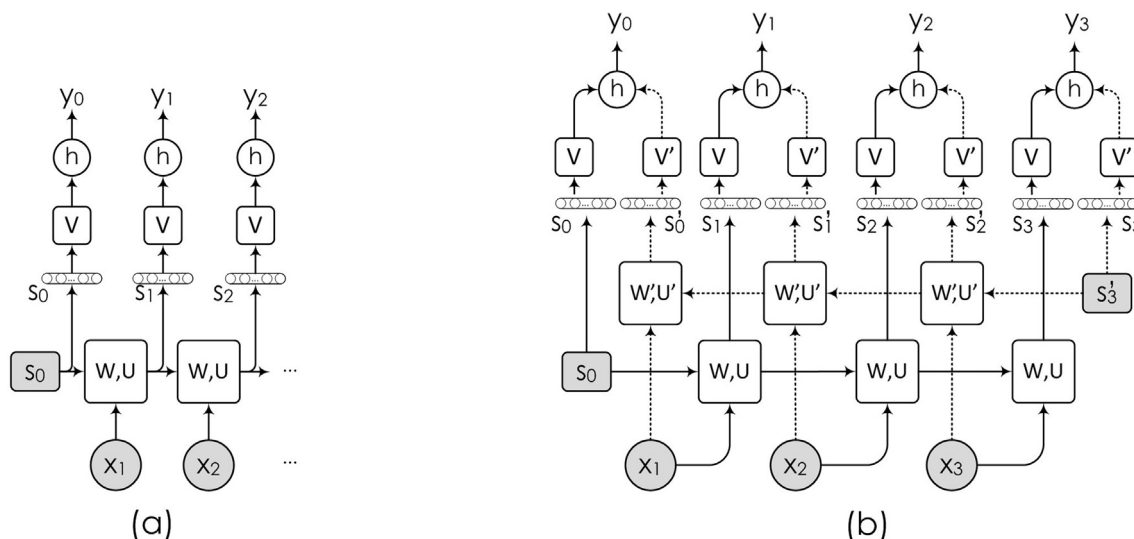 y0 y1 y2
h h h
V V V
s0 s1 s2
s0 W,U W,U ...
x1 x2 ...
(a)
y0 y1 y2 y3
h h h h
V V' V V' V V' V V'
s0 s'0 s1 s'1 s2 s'2 s3
W',U' W',U' W',U' s'3
s0 W,U W,U W,U
x1 x2 x3
(b)